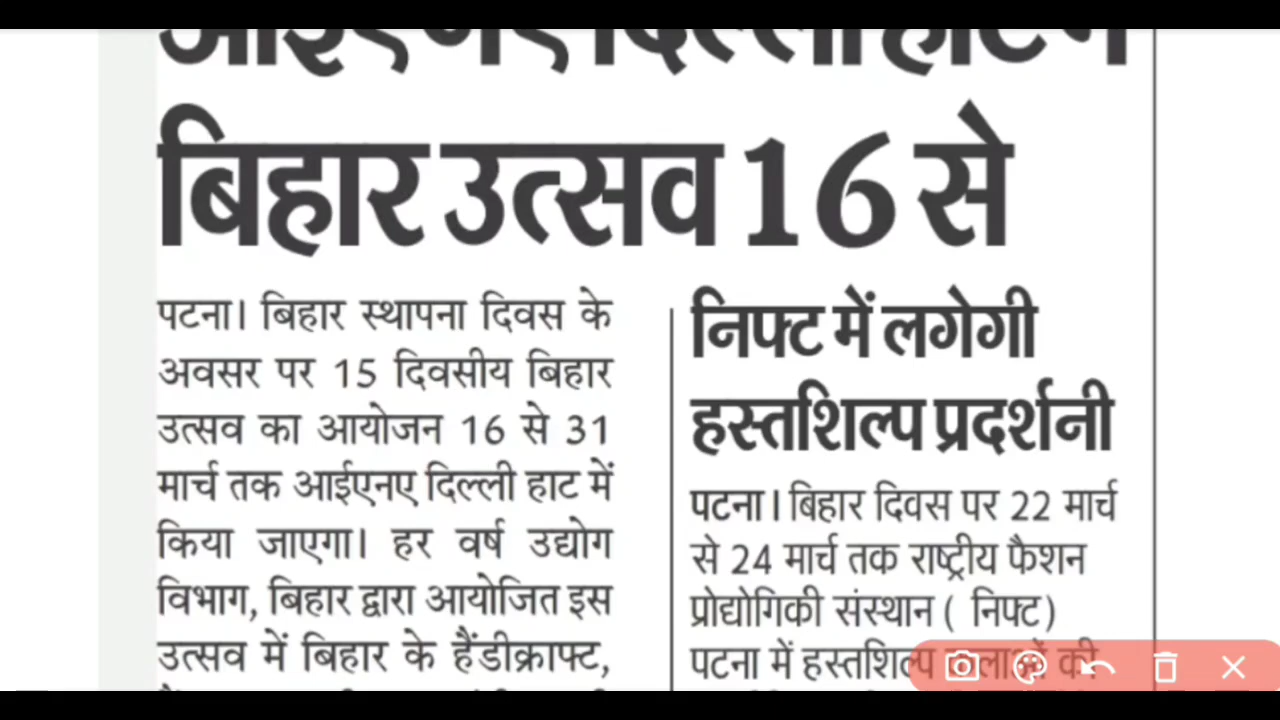 आईएनए दिल्ली हाट में
बिहार उत्सव 16 से
पटना। बिहार स्थापना दिवस के
अवसर पर 15 दिवसीय बिहार
उत्सव का आयोजन 16 से 31
मार्च तक आईएनए दिल्ली हाट में
किया जाएगा। हर वर्ष उद्योग
विभाग, बिहार द्वारा आयोजित इस
उत्सव में बिहार के हैंडीक्राफ्ट,
निफ्ट में लगेगी
हस्तशिल्प प्रदर्शनी
पटना। बिहार दिवस पर 22 मार्च
से 24 मार्च तक राष्ट्रीय फैशन
प्रोद्योगिकी संस्थान ( निफ्ट)
पटना में हस्तशिल्प कलाओं की